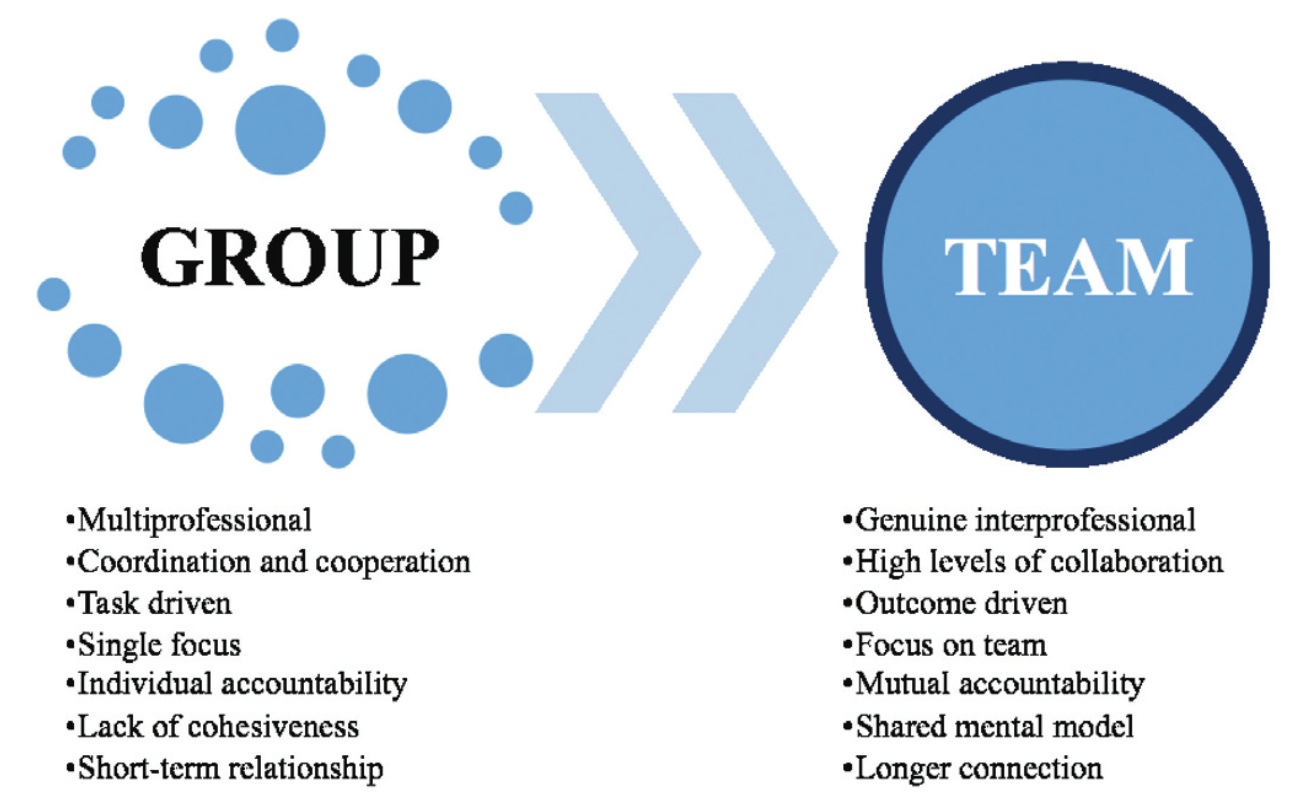 GROUP
TEAM
•Multiprofessional
•Coordination and cooperation
•Task driven
•Single focus
•Individual accountability
•Lack of cohesiveness
•Short-term relationship
•Genuine interprofessional
•High levels of collaboration
•Outcome driven
•Focus on team
•Mutual accountability
•Shared mental model
•Longer connection